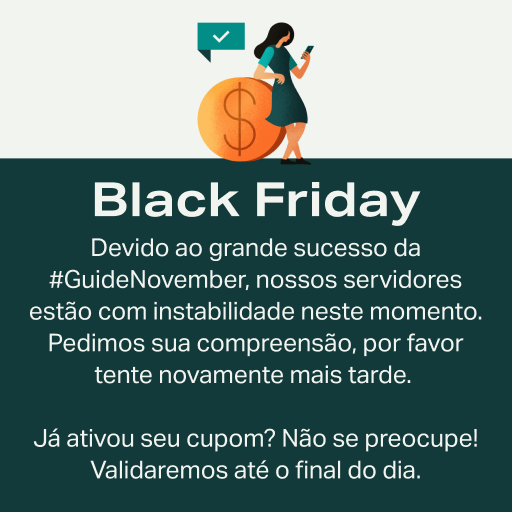 Black Friday
Devido ao grande sucesso da
#GuideNovember, nossos servidores
estão com instabilidade neste momento.
Pedimos sua compreensão, por favor
tente novamente mais tarde.
Já ativou seu cupom? Não se preocupe!
Validaremos até o final do dia.